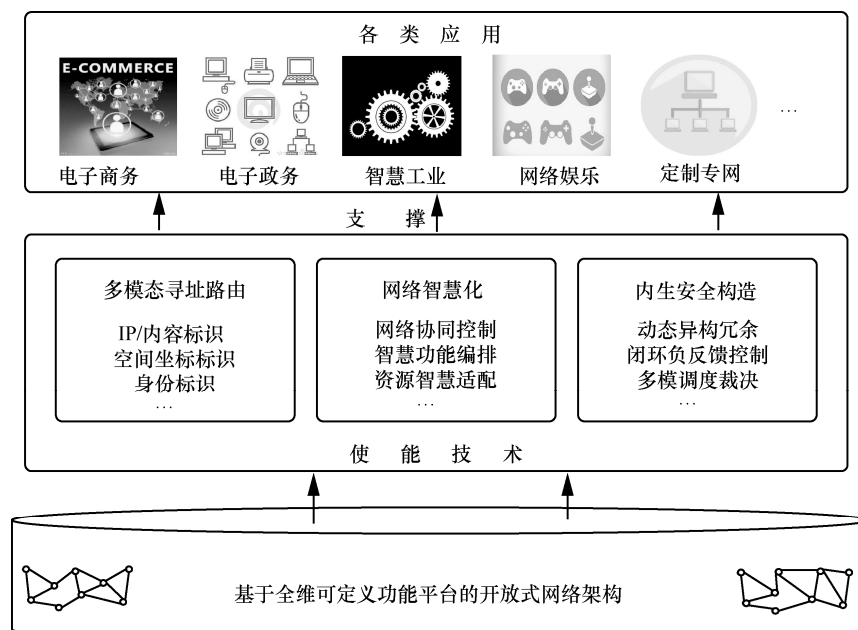 各类应用
E-COMMERCE
电子商务
电子政务
智慧工业
网络娱乐
定制专网
...
支撑
多模态寻址路由
IP/内容标识
空间坐标标识
身份标识
...
网络智慧化
网络协同控制
智慧功能编排
资源智慧适配
...
内生安全构造
动态异构冗余
闭环负反馈控制
多模调度裁决
...
使能技术
基于全维可定义功能平台的开放式网络架构